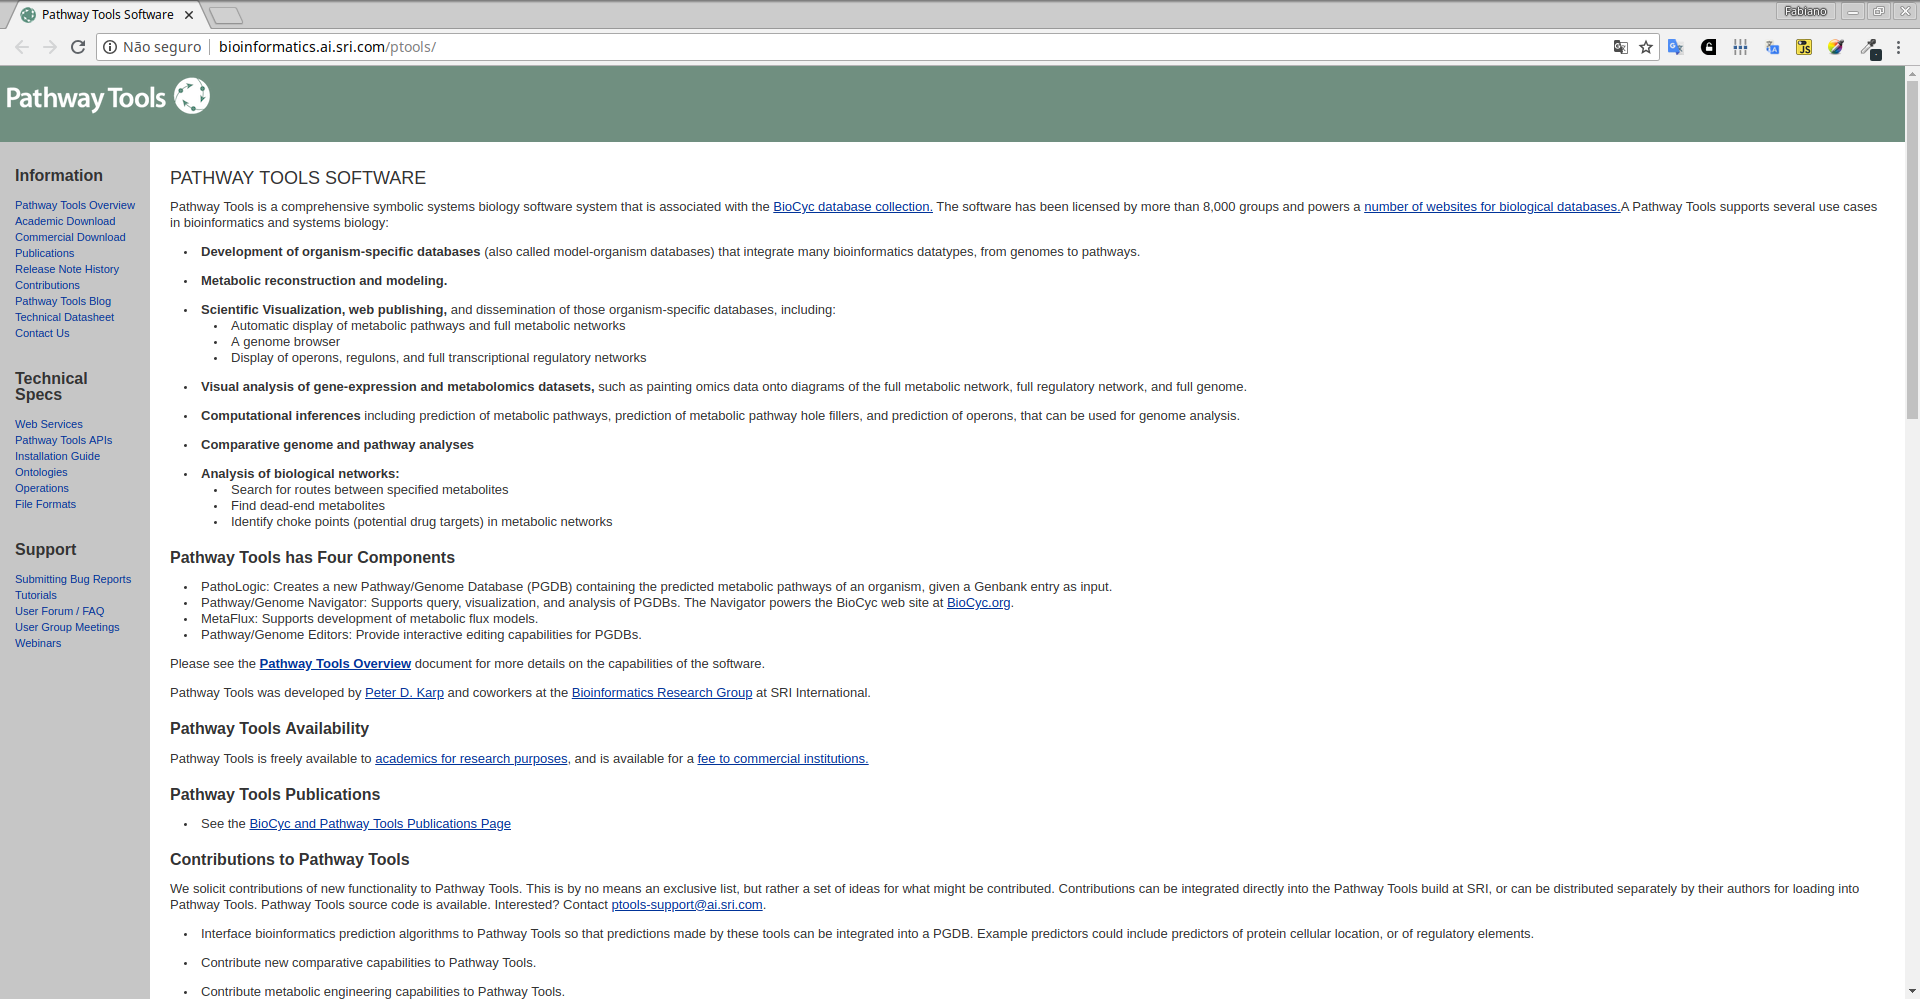 Pathway Tools Software
Fabiano
Não seguro
bioinformatics.ai.sri.com/ptools/
JS
Pathway Tools
Information
Pathway Tools Overview
Academic Download
Commercial Download
Publications
Release Note History
Contributions
Pathway Tools Blog
Technical Datasheet
Contact Us
Technical
Specs
Web Services
Pathway Tools APIs
Installation Guide
Ontologies
Operations
File Formats
Support
Submitting Bug Reports
Tutorials
User Forum / FAQ
User Group Meetings
Webinars
PATHWAY TOOLS SOFTWARE
Pathway Tools is a comprehensive symbolic systems biology software system that is associated with the BioCyc database collection. The software has been licensed by more than 8,000 groups and powers a number of websites for biological databases.A Pathway Tools supports several use cases
in bioinformatics and systems biology:
• Development of organism-specific databases (also called model-organism databases) that integrate many bioinformatics datatypes, from genomes to pathways.
• Metabolic reconstruction and modeling.
• Scientific Visualization, web publishing, and dissemination of those organism-specific databases, including:
• Automatic display of metabolic pathways and full metabolic networks
• A genome browser
• Display of operons, regulons, and full transcriptional regulatory networks
• Visual analysis of gene-expression and metabolomics datasets, such as painting omics data onto diagrams of the full metabolic network, full regulatory network, and full genome.
• Computational inferences including prediction of metabolic pathways, prediction of metabolic pathway hole fillers, and prediction of operons, that can be used for genome analysis.
• Comparative genome and pathway analyses
• Analysis of biological networks:
• Search for routes between specified metabolites
• Find dead-end metabolites
• Identify choke points (potential drug targets) in metabolic networks
Pathway Tools has Four Components
• PathoLogic: Creates a new Pathway/Genome Database (PGDB) containing the predicted metabolic pathways of an organism, given a Genbank entry as input.
• Pathway/Genome Navigator: Supports query, visualization, and analysis of PGDBs. The Navigator powers the BioCyc web site at BioCyc.org.
• MetaFlux: Supports development of metabolic flux models.
• Pathway/Genome Editors: Provide interactive editing capabilities for PGDBs.
Please see the Pathway Tools Overview document for more details on the capabilities of the software.
Pathway Tools was developed by Peter D. Karp and coworkers at the Bioinformatics Research Group at SRI International.
Pathway Tools Availability
Pathway Tools is freely available to academics for research purposes, and is available for a fee to commercial institutions.
Pathway Tools Publications
• See the BioCyc and Pathway Tools Publications Page
Contributions to Pathway Tools
We solicit contributions of new functionality to Pathway Tools. This is by no means an exclusive list, but rather a set of ideas for what might be contributed. Contributions can be integrated directly into the Pathway Tools build at SRI, or can be distributed separately by their authors for loading into
Pathway Tools. Pathway Tools source code is available. Interested? Contact ptools-support@ai.sri.com.
• Interface bioinformatics prediction algorithms to Pathway Tools so that predictions made by these tools can be integrated into a PGDB. Example predictors could include predictors of protein cellular location, or of regulatory elements.
• Contribute new comparative capabilities to Pathway Tools.
• Contribute metabolic engineering capabilities to Pathway Tools.